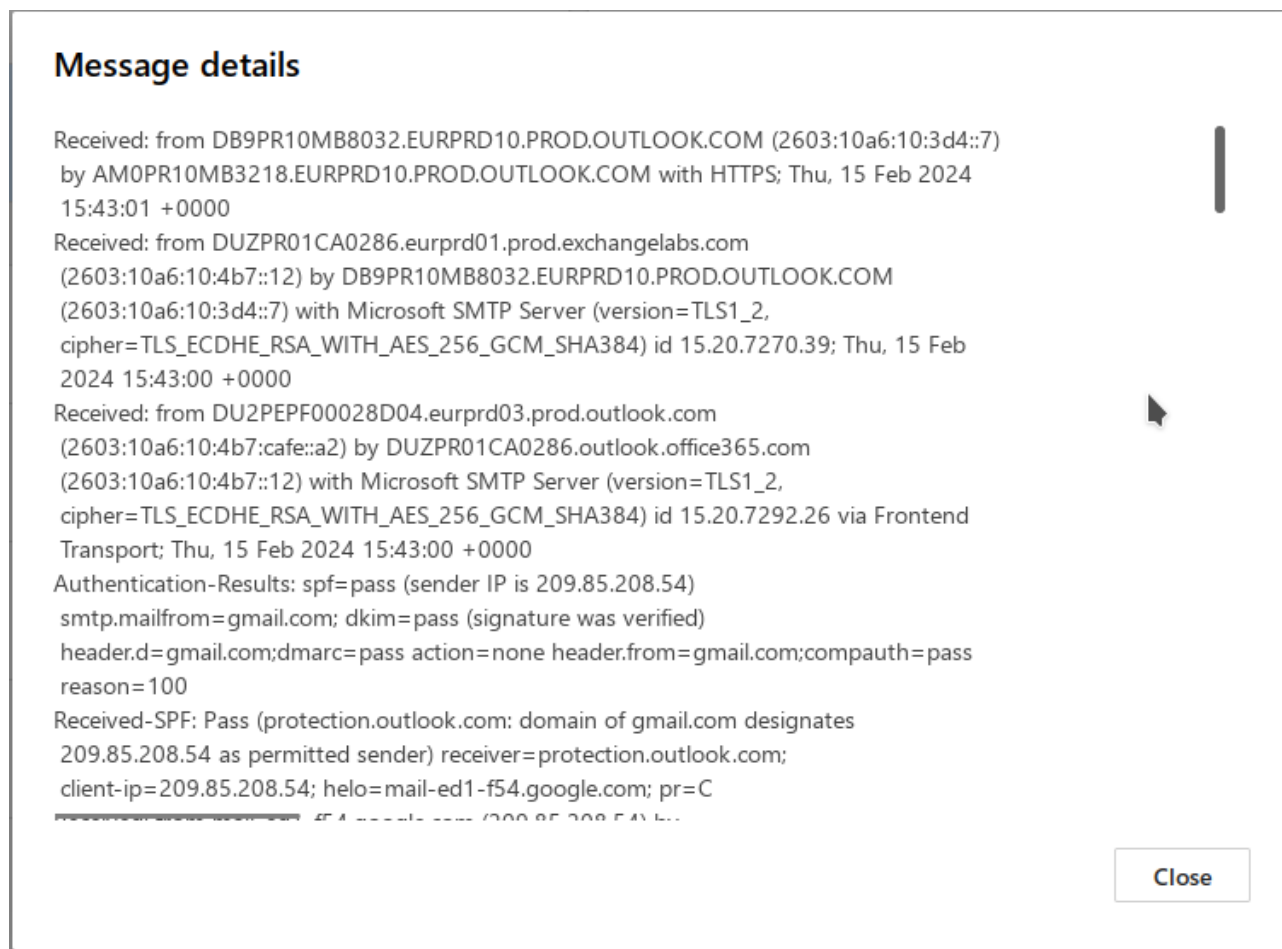 Message details
Received: from DB9PR10MB8032.EURPRD10.PROD.OUTLOOK.COM (2603:10a6:10:3d4::7)
by AM0PR10MB3218.EURPRD10.PROD.OUTLOOK.COM with HTTPS; Thu, 15 Feb 2024
15:43:01 +0000
Received: from DUZPR01CA0286.eurprd01.prod.exchangelabs.com
(2603:10a6:10:4b7::12) by DB9PR10MB8032.EURPRD10.PROD.OUTLOOK.COM
(2603:10a6:10:3d4::7) with Microsoft SMTP Server (version=TLS1_2,
cipher=TLS_ECDHE_RSA_WITH_AES_256_GCM_SHA384) id 15.20.7270.39; Thu, 15 Feb
2024 15:43:00 +0000
Received: from DU2PEPF00028D04.eurprd03.prod.outlook.com
(2603:10a6:10:4b7:cafe::a2) by DUZPR01CA0286.outlook.office365.com
(2603:10a6:10:4b7::12) with Microsoft SMTP Server (version=TLS1_2,
cipher=TLS_ECDHE_RSA_WITH_AES_256_GCM_SHA384) id 15.20.7292.26 via Frontend
Transport; Thu, 15 Feb 2024 15:43:00 +0000
Authentication-Results: spf=pass (sender IP is 209.85.208.54)
smtp.mailfrom=gmail.com; dkim=pass (signature was verified)
header.d=gmail.com;dmarc=pass action=none header.from=gmail.com;compauth=pass
reason=100
Received-SPF: Pass (protection.outlook.com: domain of gmail.com designates
209.85.208.54 as permitted sender) receiver=protection.outlook.com;
client-ip=209.85.208.54; helo=mail-ed1-f54.google.com; pr=C
Close